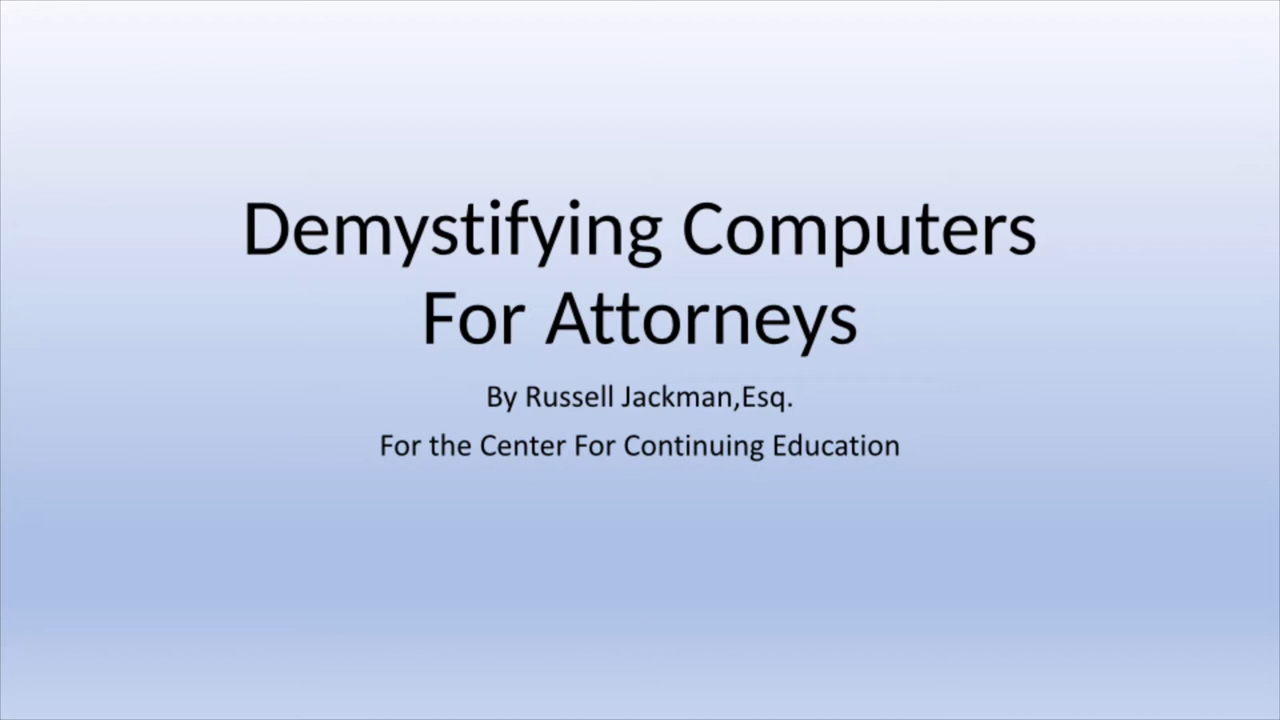 Demystifying Computers
For Attorneys
By Russell Jackman,Esq.
For the Center For Continuing Education